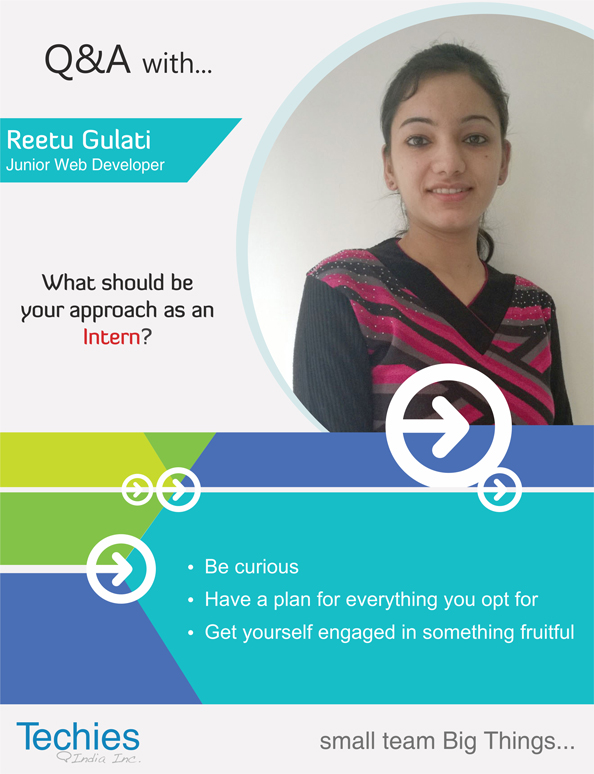 Q&A with...
Reetu Gulati
Junior Web Developer
What should be
your approach as an
Intern?
• Be curious
• Have a plan for everything you opt for
• Get yourself engaged in something fruitful
Techies
India Inc.
small team Big Things...